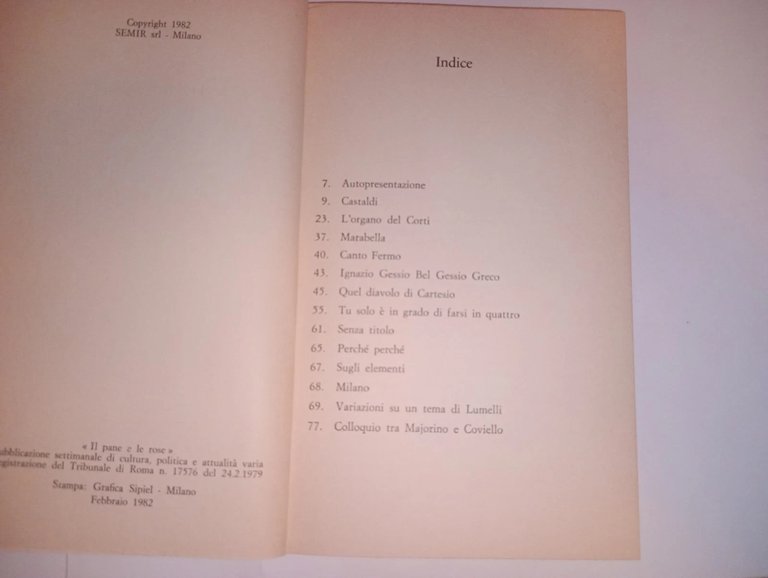 Copyright 1982
SEMIR srl - Milano
« Il pane e le rose »
ubblicazione settimanale di cultura, politica e attualità varia
egistrazione del Tribunale di Roma n. 17576 del 24.2.1979
Stampa: Grafica Sipiel - Milano
Febbraio 1982
Indice
7. Autopresentazione
9. Castaldi
23. L'organo del Corti
37. Marabella
40. Canto Fermo
43. Ignazio Gessio Bel Gessio Greco
45. Quel diavolo di Cartesio
55. Tu solo è in grado di farsi in quattro
61. Senza titolo
65. Perché perché
67. Sugli elementi
68. Milano
69. Variazioni su un tema di Lumelli
77. Colloquio tra Majorino e Coviello